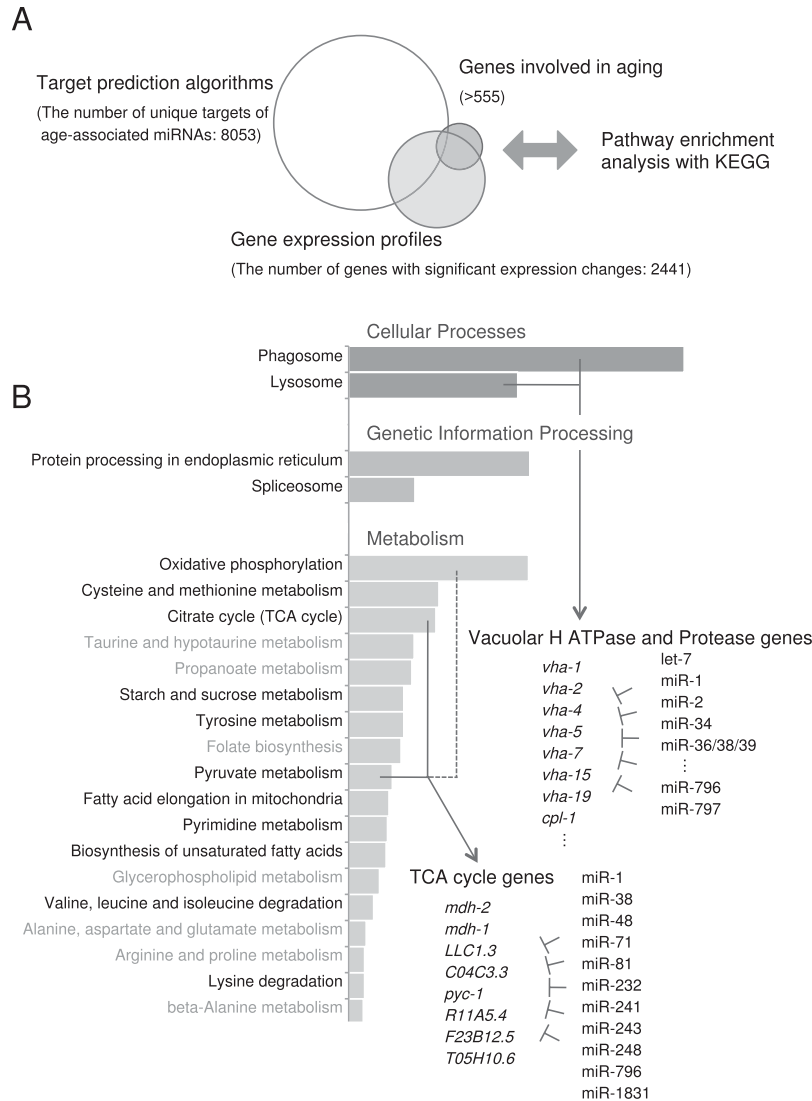 A
Target prediction algorithms
(The number of unique targets of
age-associated miRNAs: 8053)
Genes involved in aging
(>555)
Pathway enrichment
analysis with KEGG
Gene expression profiles
(The number of genes with significant expression changes: 2441)
B
Cellular Processes
Phagosome
Lysosome
Genetic Information Processing
Protein processing in endoplasmic reticulum
Spliceosome
Metabolism
Oxidative phosphorylation
Cysteine and methionine metabolism
Citrate cycle (TCA cycle)
Taurine and hypotaurine metabolism
Propanoate metabolism
Starch and sucrose metabolism
Tyrosine metabolism
Folate biosynthesis
Pyruvate metabolism
Fatty acid elongation in mitochondria
Pyrimidine metabolism
Biosynthesis of unsaturated fatty acids
Glycerophospholipid metabolism
Valine, leucine and isoleucine degradation
Alanine, aspartate and glutamate metabolism
Arginine and proline metabolism
Lysine degradation
beta-Alanine metabolism
Vacuolar H ATPase and Protease genes
vha-1
vha-2
vha-4
vha-5
vha-7
vha-15
vha-19
cpl-1
⋮
let-7
miR-1
miR-2
miR-34
miR-36/38/39
⋮
miR-796
miR-797
TCA cycle genes
mdh-2
mdh-1
LLC1.3
C04C3.3
pyc-1
R11A5.4
F23B12.5
T05H10.6
miR-1
miR-38
miR-48
miR-71
miR-81
miR-232
miR-241
miR-243
miR-248
miR-796
miR-1831